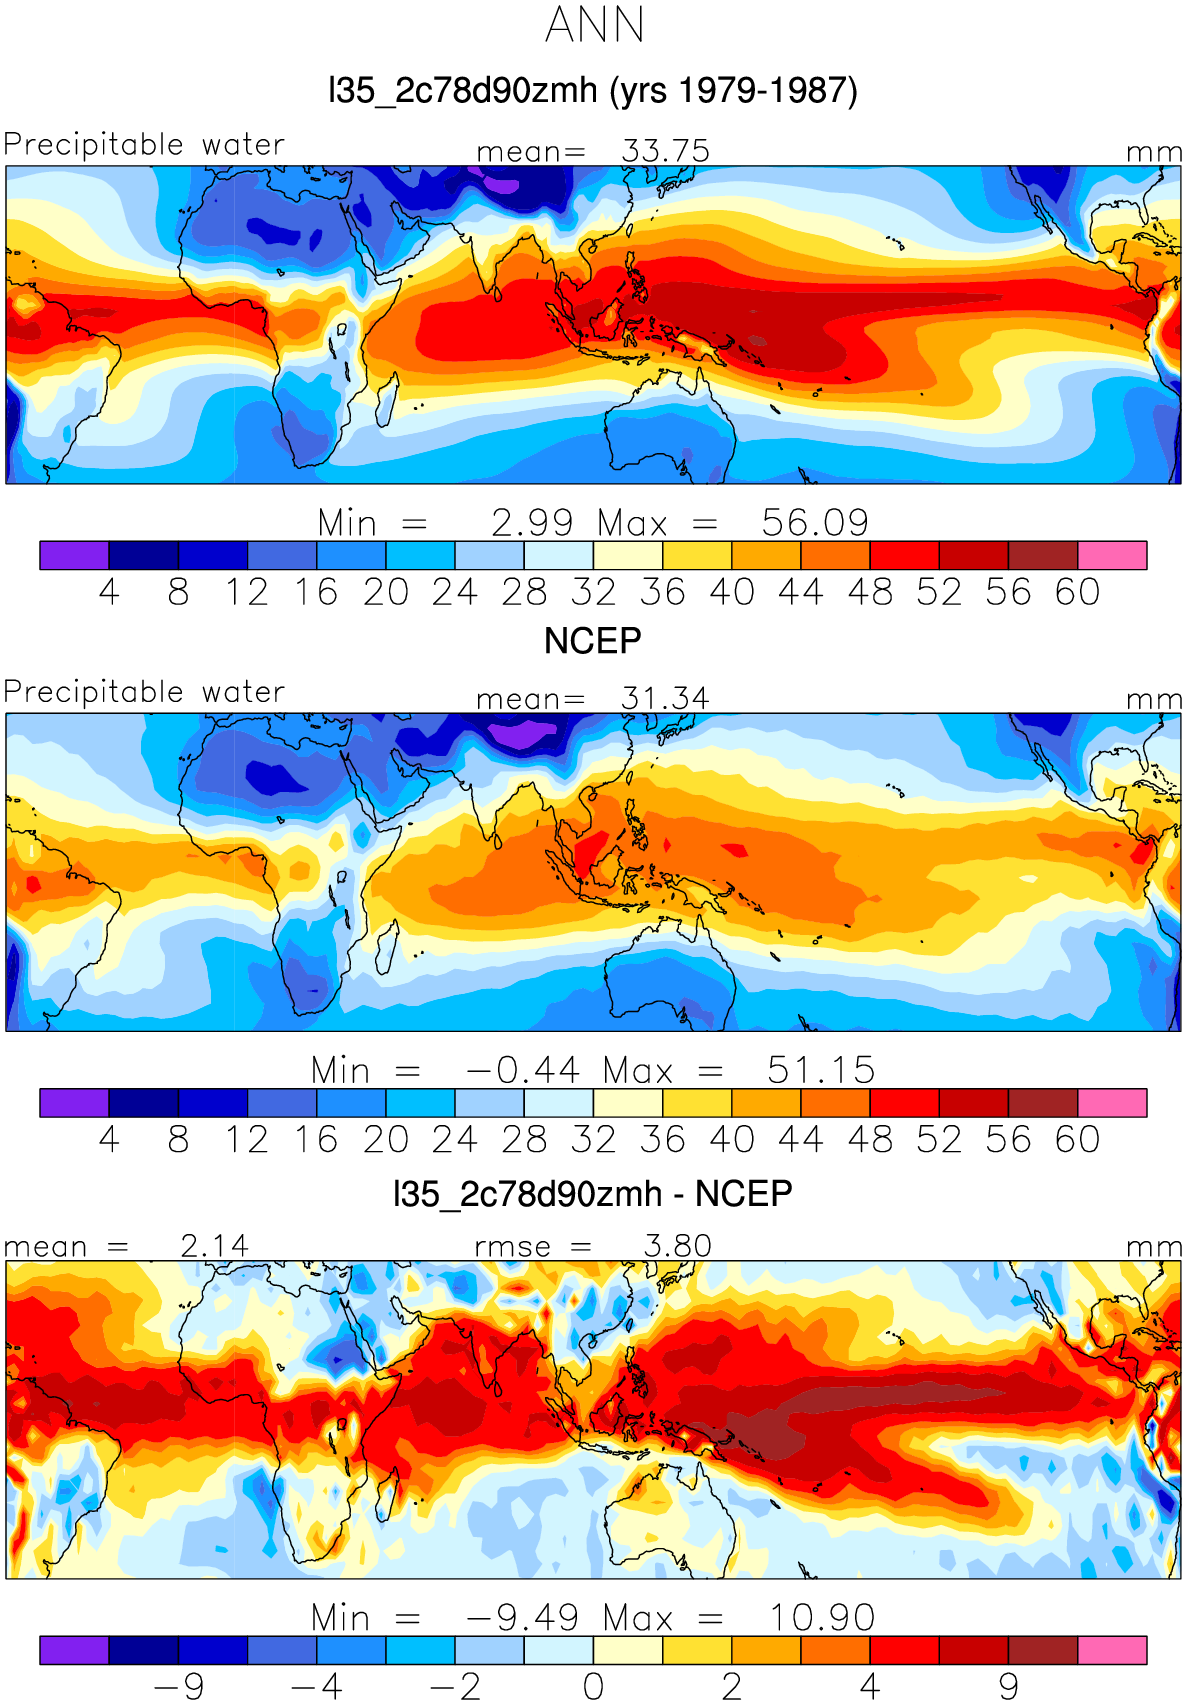 ANN
l35_2c78d90zmh (yrs 1979-1987)
Precipitable water mean= 33.75 mm
Min = 2.99 Max = 56.09
4 8 12 16 20 24 28 32 36 40 44 48 52 56 60
NCEP
Precipitable water mean= 31.34 mm
Min = −0.44 Max = 51.15
4 8 12 16 20 24 28 32 36 40 44 48 52 56 60
l35_2c78d90zmh - NCEP
mean = 2.14 rmse = 3.80 mm
Min = −9.49 Max = 10.90
−9 −4 −2 0 2 4 9